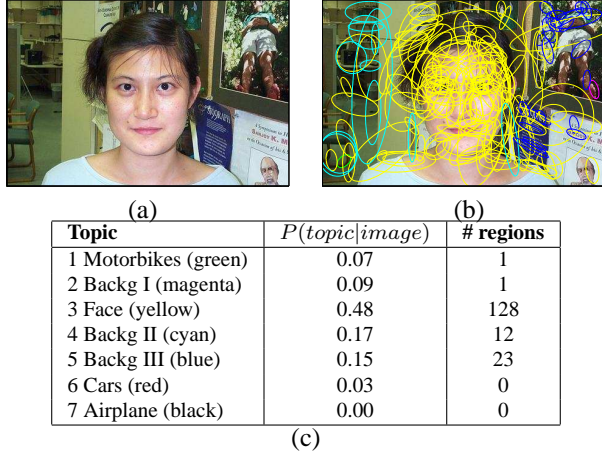 (a)
(b)
Topic P(topic|image) # regions
1 Motorbikes (green) 0.07 1
2 Backg I (magenta) 0.09 1
3 Face (yellow) 0.48 128
4 Backg II (cyan) 0.17 12
5 Backg III (blue) 0.15 23
6 Cars (red) 0.03 0
7 Airplane (black) 0.00 0
(c)